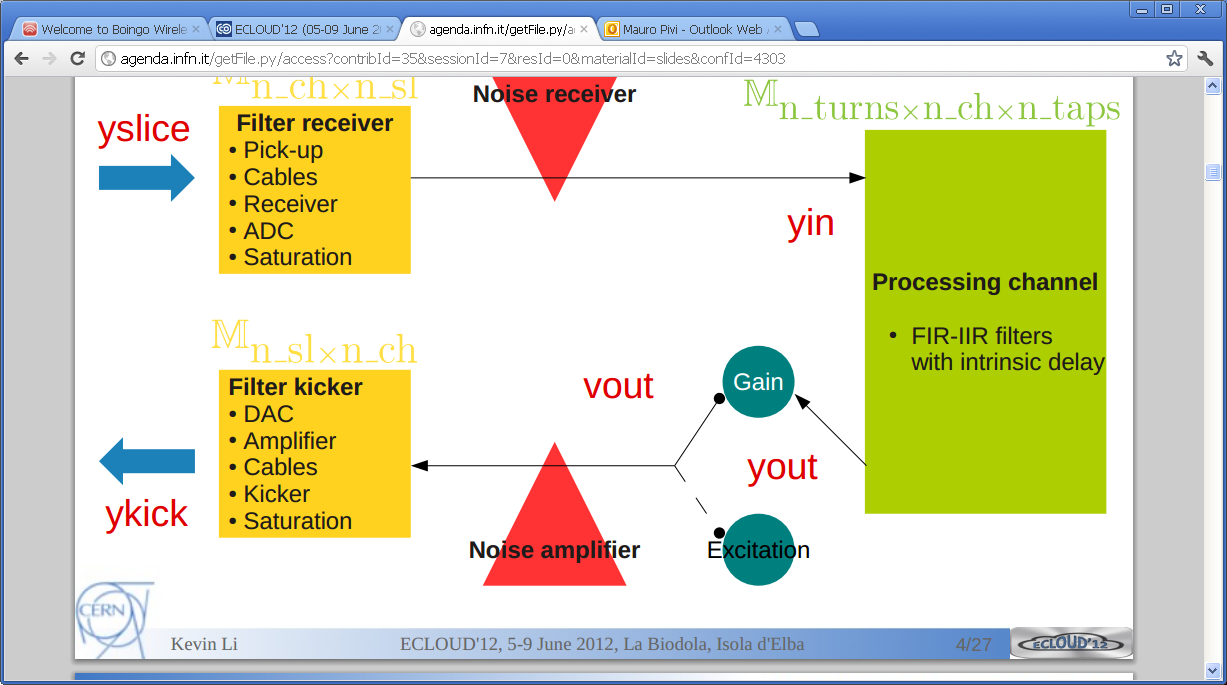 Welcome to Boingo Wirele
ECLOUD'12 (05-09 June 2
agenda.infn.it/getFile.py/a
Mauro Pivi - Outlook Web
agenda.infn.it/getFile.py/access?contribId=35&sessionId=7&resId=0&materialId=slides&confId=4303
𝕄n_ch×n_sl
Noise receiver
𝕄n_turns×n_ch×n_taps
yslice
Filter receiver
• Pick-up
• Cables
• Receiver
• ADC
• Saturation
yin
Processing channel
• FIR-IIR filters
with intrinsic delay
𝕄n_sl×n_ch
Filter kicker
• DAC
• Amplifier
• Cables
• Kicker
• Saturation
vout
Gain
yout
ykick
Noise amplifier
Excitation
CERN
Kevin Li
ECLOUD'12, 5-9 June 2012, La Biodola, Isola d'Elba
4/27
ECLOUD'12